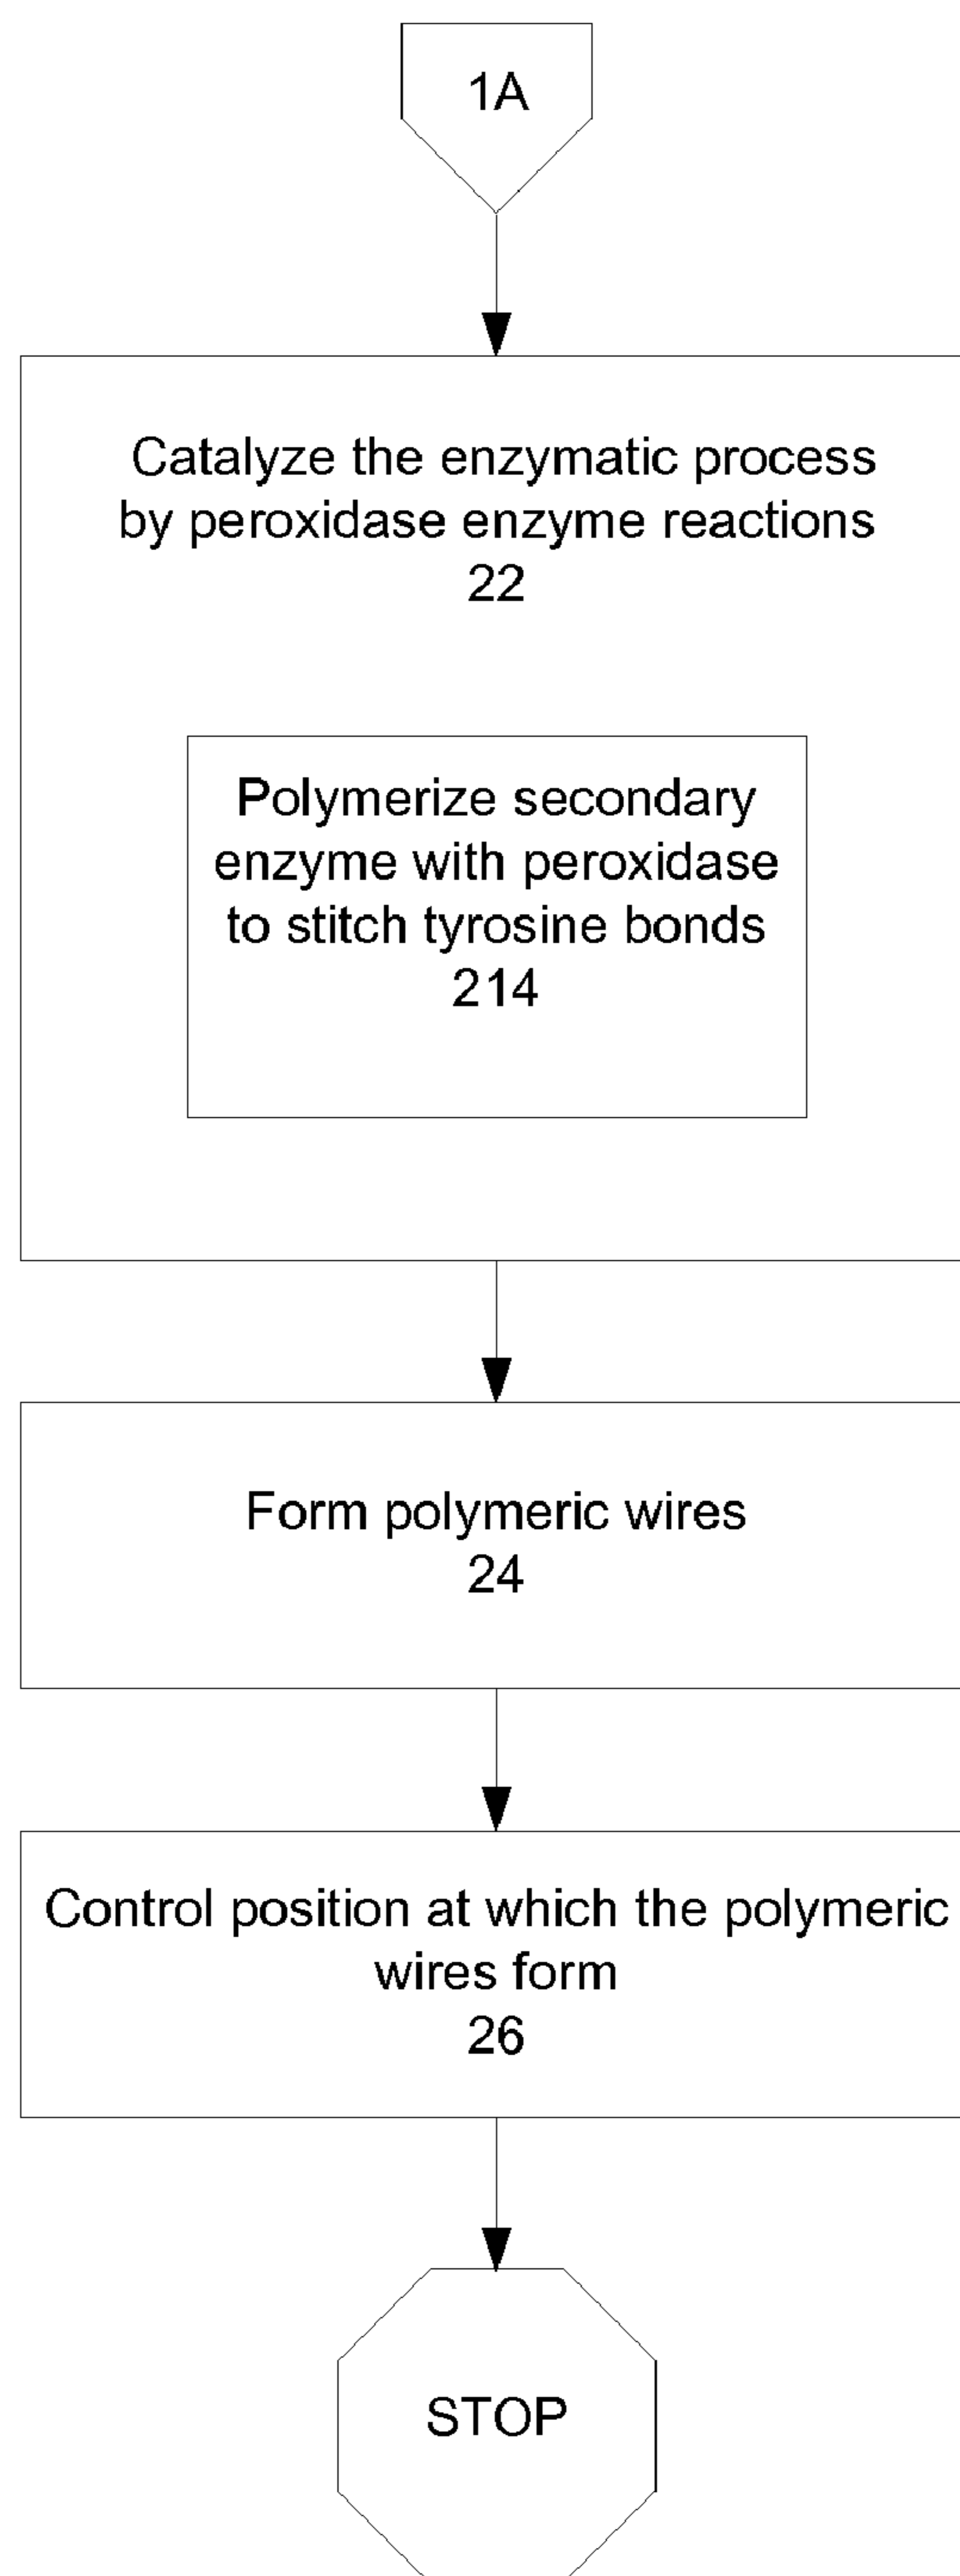 1A
Catalyze the enzymatic process
by peroxidase enzyme reactions
22
Polymerize secondary
enzyme with peroxidase
to stitch tyrosine bonds
214
Form polymeric wires
24
Control position at which the polymeric
wires form
26
STOP